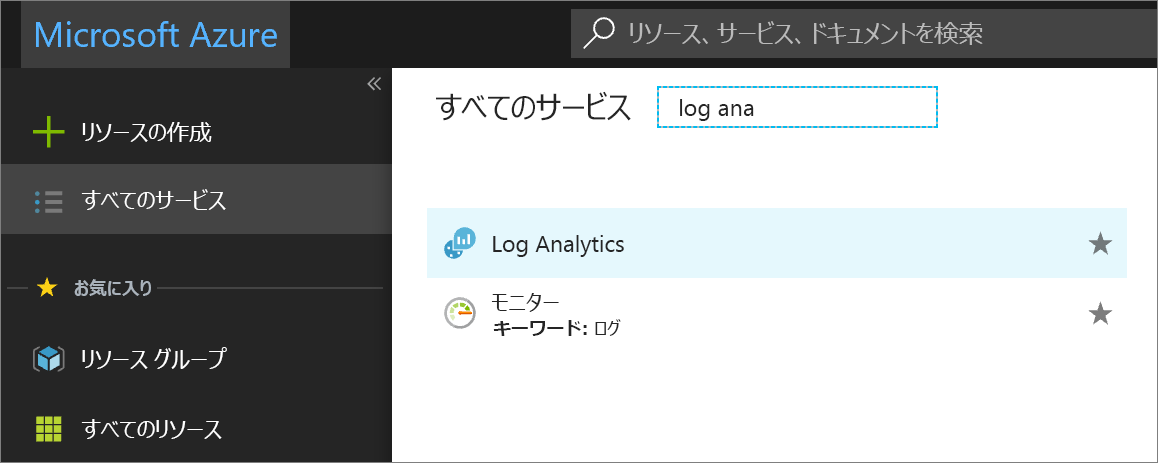 Microsoft Azure
リソース、サービス、ドキュメントを検索
リソースの作成
すべてのサービス
お気に入り
リソース グループ
すべてのリソース
すべてのサービス
log ana
Log Analytics
モニター
キーワード: ログ